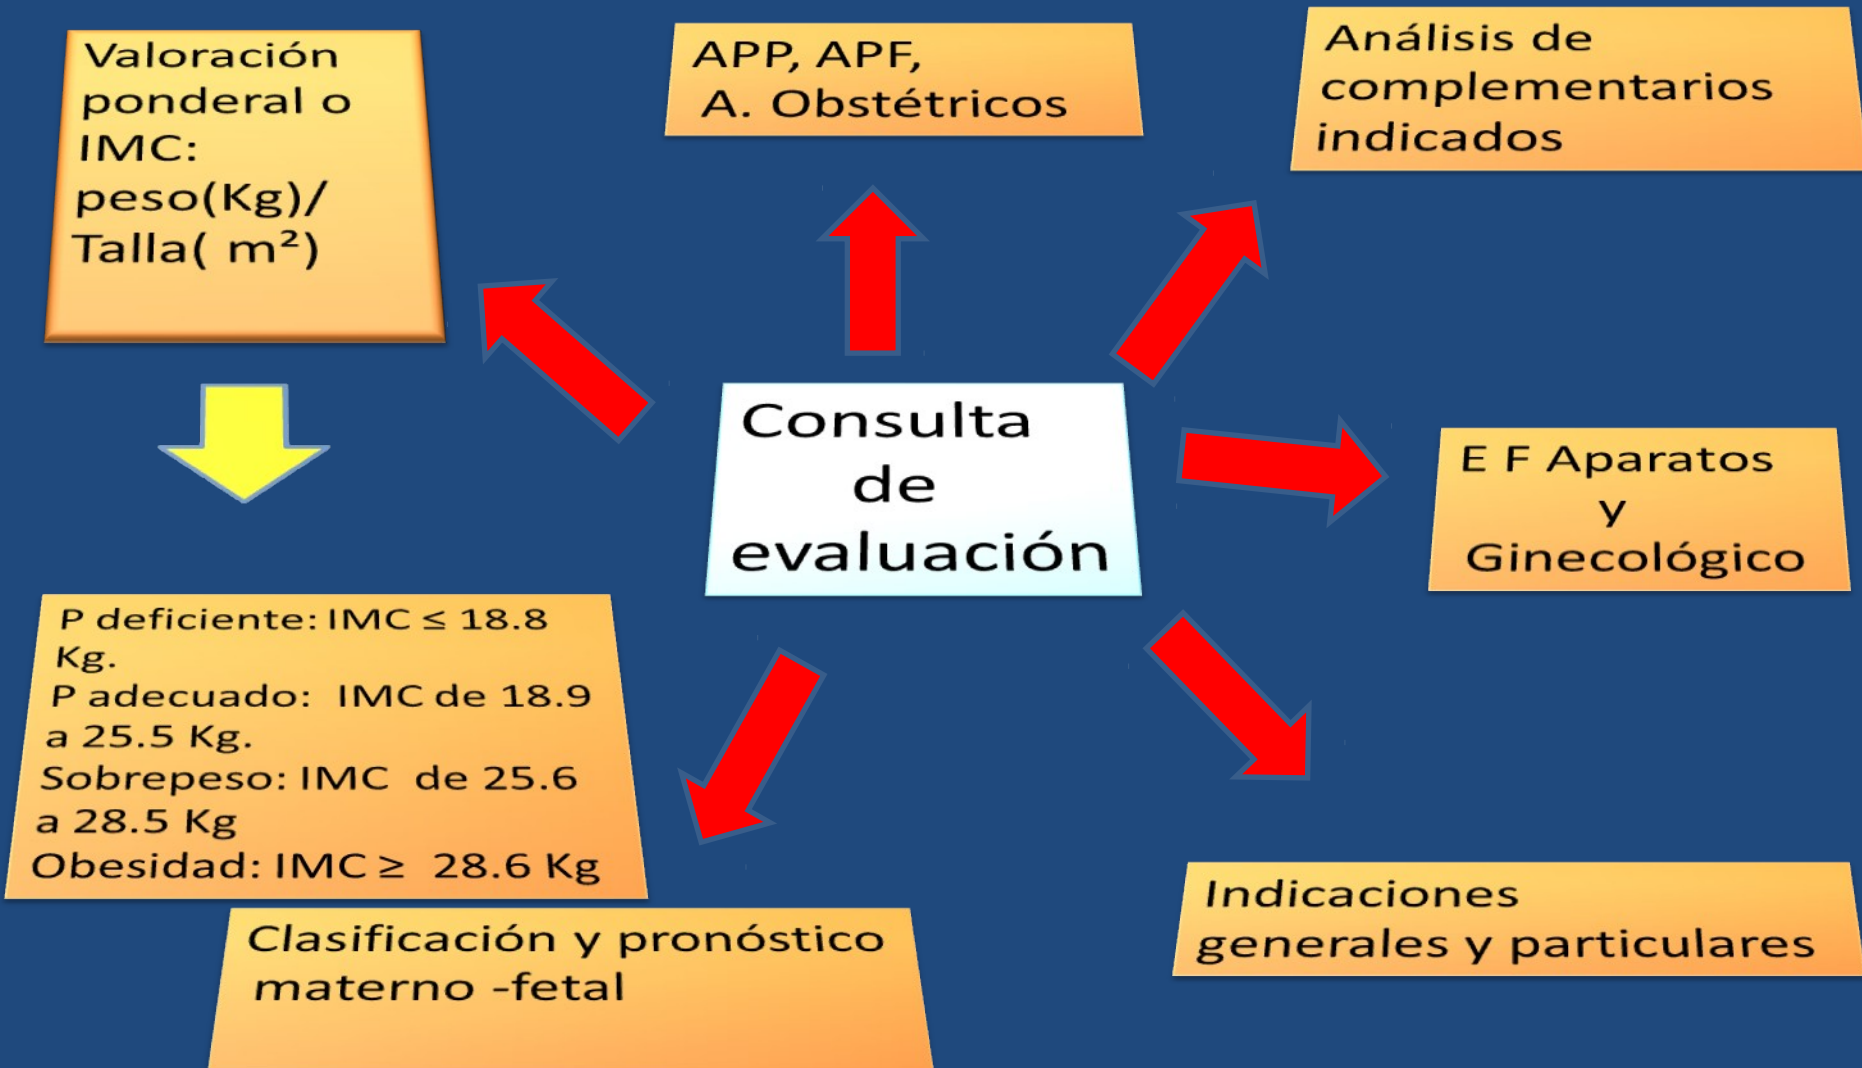 Valoración
ponderal o
IMC:
peso(Kg)/
Talla( m²)
APP, APF,
A. Obstétricos
Análisis de
complementarios
indicados
Consulta
de
evaluación
E F Aparatos
y
Ginecológico
P deficiente: IMC ≤ 18.8
Kg.
P adecuado: IMC de 18.9
a 25.5 Kg.
Sobrepeso: IMC de 25.6
a 28.5 Kg
Obesidad: IMC ≥ 28.6 Kg
Clasificación y pronóstico
materno -fetal
Indicaciones
generales y particulares